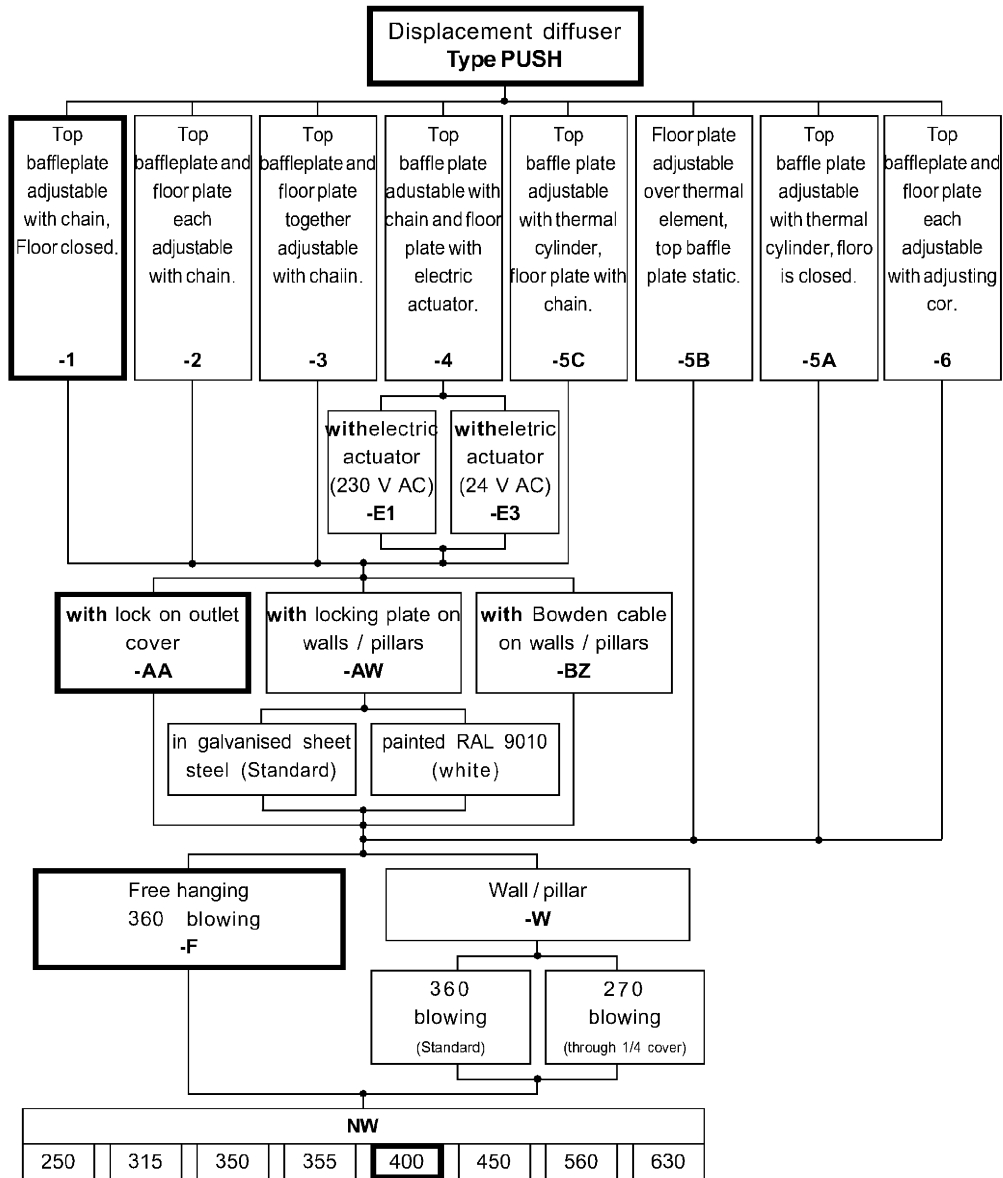 Displacement diffuser
Type PUSH
Top
baffleplate
adjustable
with chain,
Floor closed.
-1
Top
baffleplate and
floor plate
each
adjustable
with chain.
-2
Top
baffleplate and
floor plate
together
adjustable
with chaiin.
-3
Top
baffle plate
adustable with
chain and floor
plate with
electric
actuator.
-4
Top
baffle plate
adjustable
with thermal
cylinder,
floor plate with
chain.
-5C
Floor plate
adjustable
over thermal
element,
top baffle
plate static.
-5B
Top
baffle plate
adjustable
with thermal
cylinder, floro
is closed.
-5A
Top
baffleplate and
floor plate
each
adjustable
with adjusting
cor.
-6
withelectric
actuator
(230 V AC)
-E1
witheletric
actuator
(24 V AC)
-E3
with lock on outlet
cover
-AA
with locking plate on
walls / pillars
-AW
with Bowden cable
on walls / pillars
-BZ
in galvanised sheet
steel (Standard)
painted RAL 9010
(white)
Free hanging
360 blowing
-F
Wall / pillar
-W
360
blowing
(Standard)
270
blowing
(through 1/4 cover)
NW
250 315 350 355 400 450 560 630